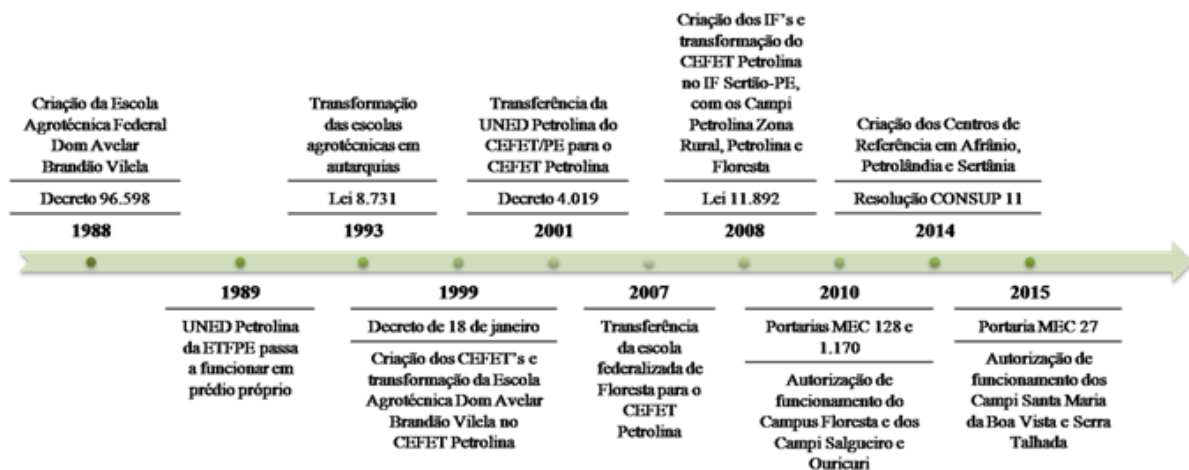 Criação da Escola
Agrotécnica Federal
Dom Avelar
Brandão Vilela
Decreto 96.598
1988
1989
UNED Petrolina
da ETFPE passa
a funcionar em
prédio próprio
Transformação
das escolas
agrotécnicas em
autarquias
Lei 8.731
1993
1999
Decreto de 18 de janeiro
Criação dos CEFET's e
transformação da Escola
Agrotécnica Dom Avelar
Brandão Vilela no
CEFET Petrolina
Transferência da
UNED Petrolina do
CEFET/PE para o
CEFET Petrolina
Decreto 4.019
2001
2007
Transferência
da escola
federalizada de
Floresta para o
CEFET
Petrolina
Criação dos IF's e
transformação do
CEFET Petrolina
no IF Sertão-PE,
com os Campi
Petrolina Zona
Rural, Petrolina e
Floresta
Lei 11.892
2008
2010
Portarias MEC 128 e
1.170
Autorização de
funcionamento do
Campus Floresta e dos
Campi Salgueiro e
Ouricuri
Criação dos Centros de
Referência em Afrânio,
Petrolândia e Sertânia
Resolução CONSUP 11
2014
2015
Portaria MEC 27
Autorização de
funcionamento dos
Campi Santa Maria
da Boa Vista e Serra
Talhada